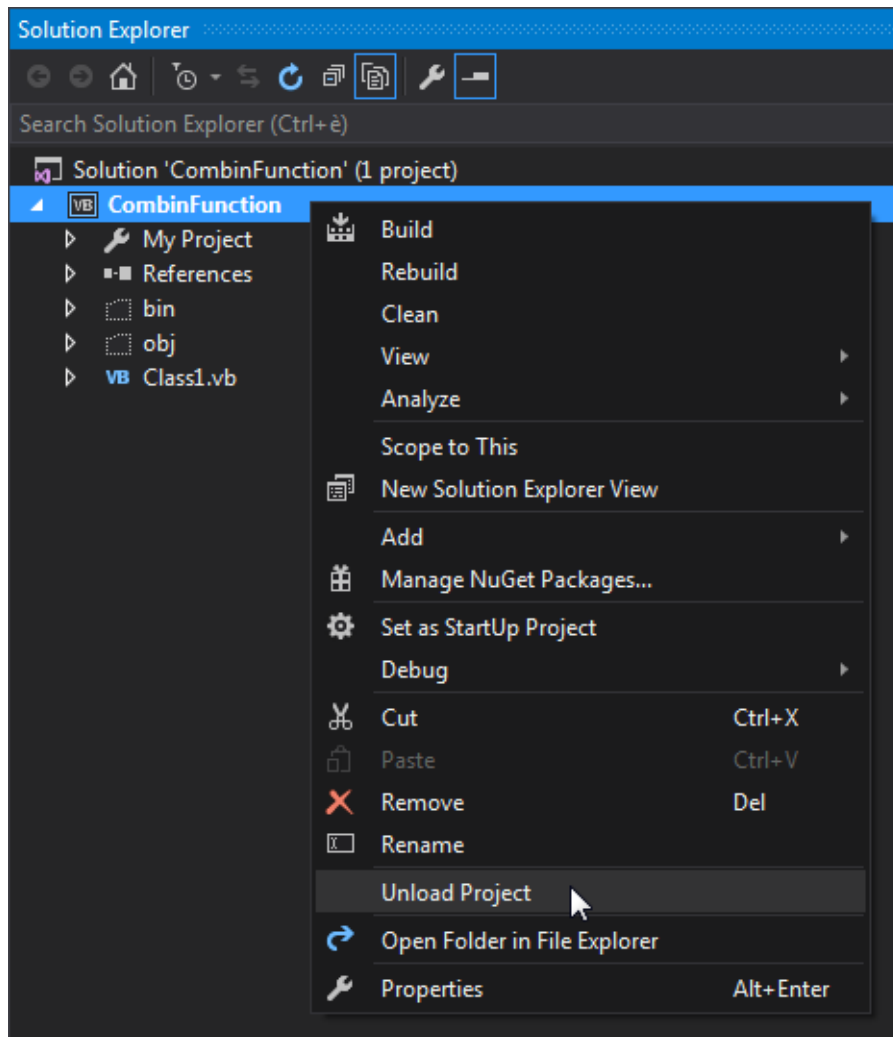 Solution Explorer
Search Solution Explorer (Ctrl+è)
Solution 'CombinFunction' (1 project)
VB CombinFunction
My Project
References
bin
obj
VB Class1.vb
Build
Rebuild
Clean
View
Analyze
Scope to This
New Solution Explorer View
Add
Manage NuGet Packages...
Set as StartUp Project
Debug
Cut Ctrl+X
Paste Ctrl+V
Remove Del
Rename
Unload Project
Open Folder in File Explorer
Properties Alt+Enter